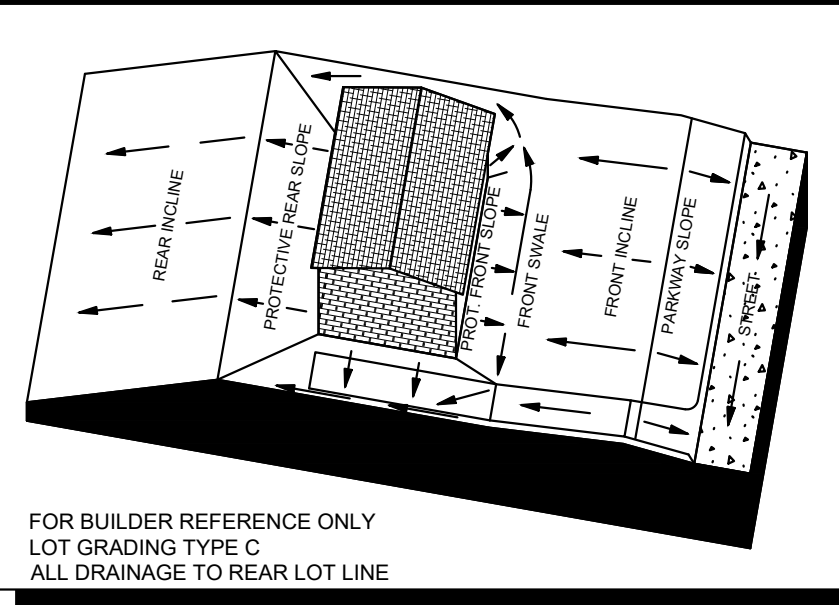 REAR INCLINE
PROTECTIVE REAR SLOPE
PROT. FRONT SLOPE
FRONT SWALE
FRONT INCLINE
PARKWAY SLOPE
STREET
FOR BUILDER REFERENCE ONLY
LOT GRADING TYPE C
ALL DRAINAGE TO REAR LOT LINE